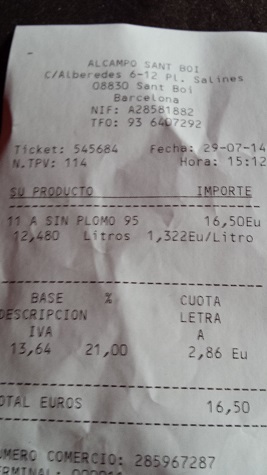 ALCAMPO SANT BOI
C/Alberedes 6-12 Pl. Salines
08830 Sant Boi
Barcelona
NIF: A28581882
TFO: 93 6407292
Ticket: 545684 Fecha: 29-07-14
N.TPV: 114 Hora: 15:12
SU PRODUCTO IMPORTE
11 A SIN PLOMO 95 16,50Eu
12,480 Litros 1,322Eu/Litro
BASE % CUOTA
DESCRIPCION LETRA
IVA A
13,64 21,00 2,86 Eu
OTAL EUROS 16,50
UMERO COMERCIO: 285967287